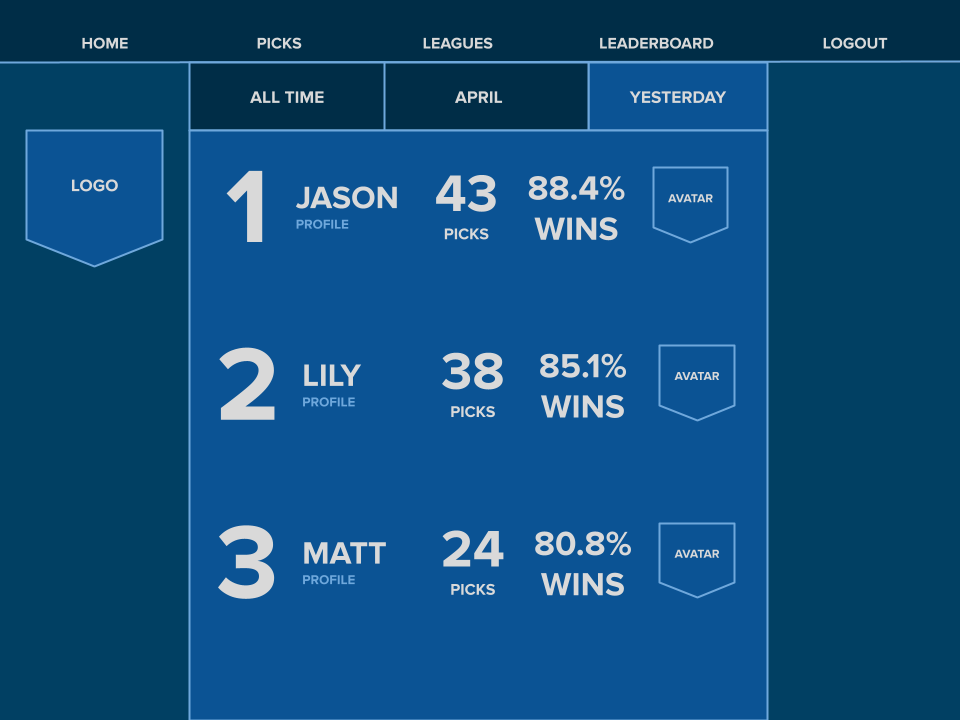 HOME PICKS LEAGUES LEADERBOARD LOGOUT
ALL TIME APRIL YESTERDAY
LOGO
1 JASON 43 88.4% AVATAR
PROFILE PICKS WINS
2 LILY 38 85.1% AVATAR
PROFILE PICKS WINS
3 MATT 24 80.8% AVATAR
PROFILE PICKS WINS